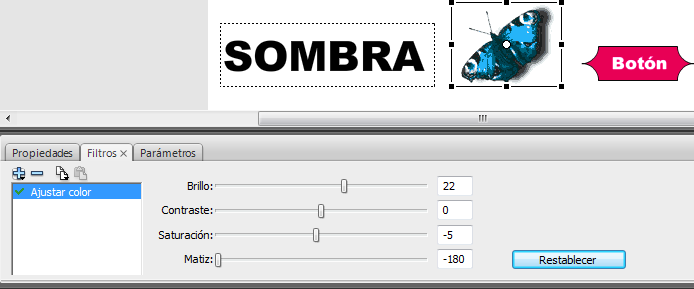 SOMBRA
Botón
Propiedades Filtros × Parámetros
Ajustar color
Brillo: 22
Contraste: 0
Saturación: -5
Matiz: -180
Restablecer